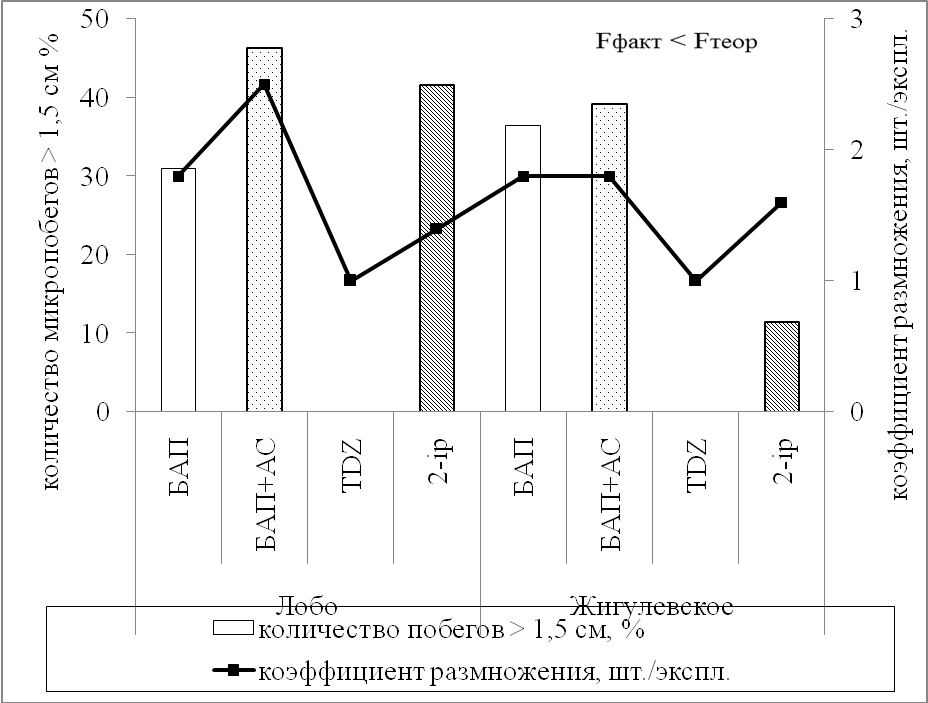 количество микропобегов > 1,5 см %
50
40
30
20
10
0
Fфакт < Fтеор
3
2
1
0
коэффициент размножения, шт./экспл.
БАП
БАП+АС
TDZ
2-ip
БАП
БАП+АС
TDZ
2-ip
Лобо
Жигулевское
количество побегов > 1,5 см, %
коэффициент размножения, шт./экспл.